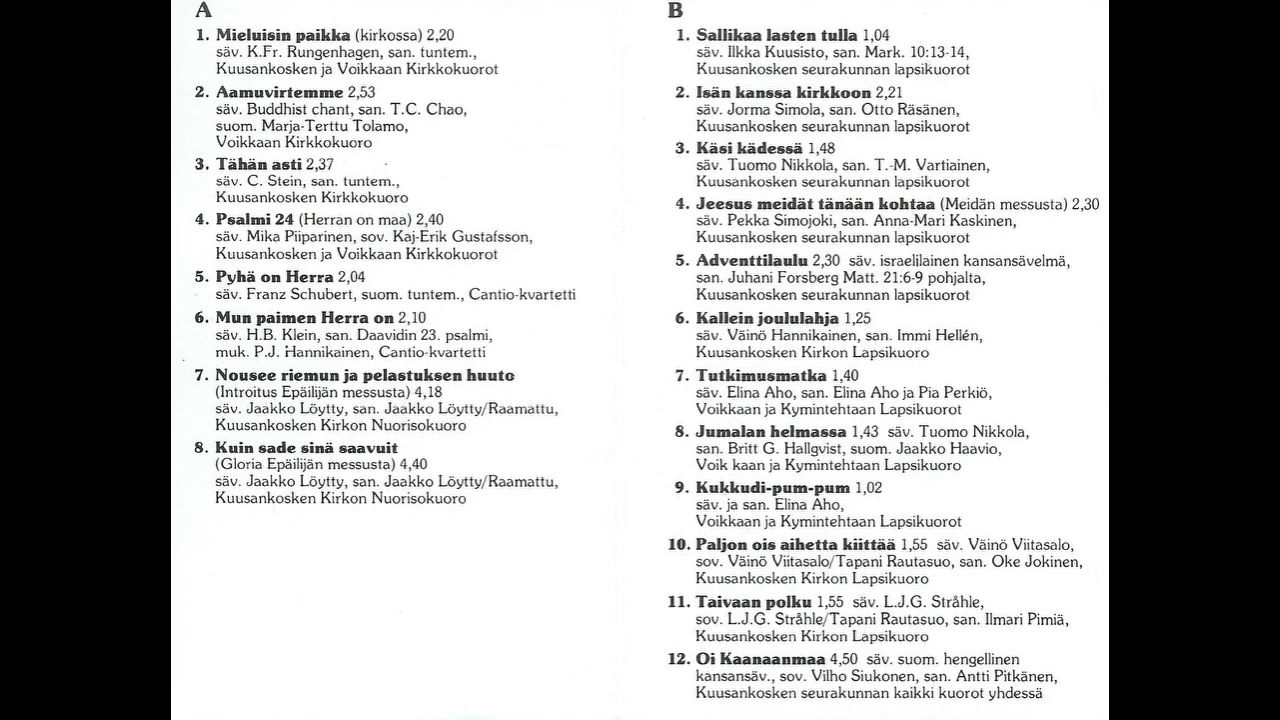 A
1. Mieluisin paikka (kirkossa) 2,20
säv. K.Fr. Rungenhagen, san. tuntem.,
Kuusankosken ja Voikkaan Kirkkokuorot
2. Aamuvirtemme 2,53
säv. Buddhist chant, san. T.C. Chao,
suom. Marja-Terttu Tolamo,
Voikkaan Kirkkokuoro
3. Tähän asti 2,37
säv. C. Stein, san. tuntem.,
Kuusankosken Kirkkokuoro
4. Psalmi 24 (Herran on maa) 2,40
säv. Mika Piiparinen, sov. Kaj-Erik Gustafsson,
Kuusankosken ja Voikkaan Kirkkokuorot
5. Pyhä on Herra 2,04
säv. Franz Schubert, suom. tuntem., Cantio-kvartetti
6. Mun paimen Herra on 2,10
säv. H.B. Klein, san. Daavidin 23. psalmi,
muk. P.J. Hannikainen, Cantio-kvartetti
7. Nousee riemun ja pelastuksen huuto
(Introitus Epäilijän messusta) 4,18
säv. Jaakko Löytty, san. Jaakko Löytty/Raamattu,
Kuusankosken Kirkon Nuorisokuoro
8. Kuin sade sinä saavuit
(Gloria Epäilijän messusta) 4,40
säv. Jaakko Löytty, san. Jaakko Löytty/Raamattu,
Kuusankosken Kirkon Nuorisokuoro
B
1. Sallikaa lasten tulla 1,04
säv. Ilkka Kuusisto, san. Mark. 10:13-14,
Kuusankosken seurakunnan lapsikuorot
2. Isän kanssa kirkkoon 2,21
säv. Jorma Simola, san. Otto Räsänen,
Kuusankosken seurakunnan lapsikuorot
3. Käsi kädessä 1,48
säv. Tuomo Nikkola, san. T.-M. Vartiainen,
Kuusankosken seurakunnan lapsikuorot
4. Jeesus meidät tänään kohtaa (Meidän messusta) 2,30
säv. Pekka Simojoki, san. Anna-Mari Kaskinen,
Kuusankosken seurakunnan lapsikuorot
5. Adventtilaulu 2,30 säv. israelilainen kansansävelmä,
san. Juhani Forsberg Matt. 21:6-9 pohjalta,
Kuusankosken seurakunnan lapsikuorot
6. Kallein joululahja 1,25
säv. Väinö Hannikainen, san. Immi Hellén,
Kuusankosken Kirkon Lapsikuoro
7. Tutkimusmatka 1,40
säv. Elina Aho, san. Elina Aho ja Pia Perkiö,
Voikkaan ja Kymintehtaan Lapsikuorot
8. Jumalan helmassa 1,43 säv. Tuomo Nikkola,
san. Britt G. Hallqvist, suom. Jaakko Haavio,
Voik kaan ja Kymintehtaan Lapsikuoro
9. Kukkudi-pum-pum 1,02
säv. ja san. Elina Aho,
Voikkaan ja Kymintehtaan Lapsikuorot
10. Paljon ois aihetta kiittää 1,55 säv. Väinö Viitasalo,
sov. Väinö Viitasalo/Tapani Rautasuo, san. Oke Jokinen,
Kuusankosken Kirkon Lapsikuoro
11. Taivaan polku 1,55 säv. L.J.G. Stråhle,
sov. L.J.G. Stråhle/Tapani Rautasuo, san. Ilmari Pimiä,
Kuusankosken Kirkon Lapsikuoro
12. Oi Kaanaanmaa 4,50 säv. suom. hengellinen
kansansäv., sov. Vilho Siukonen, san. Antti Pitkänen,
Kuusankosken seurakunnan kaikki kuorot yhdessä